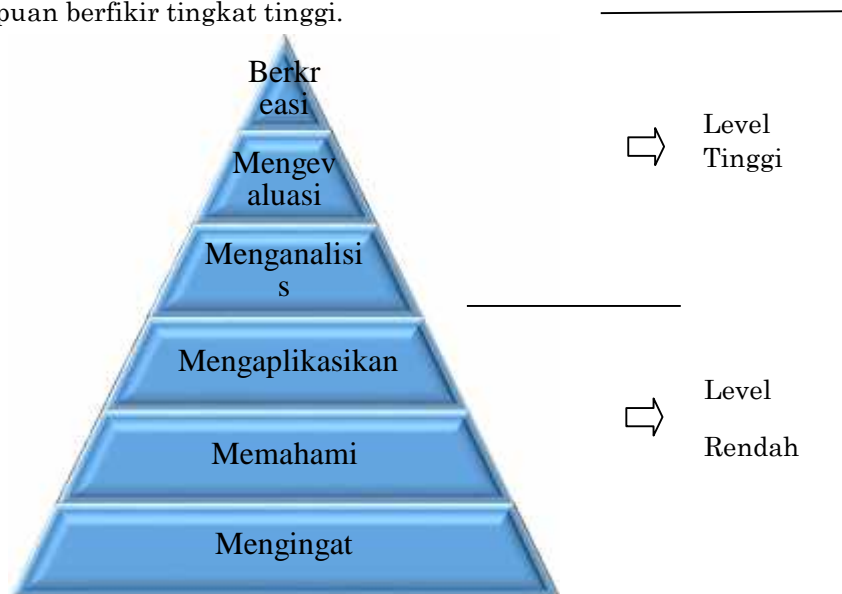 puan berfikir tingkat tinggi.
Berkr
easi
Mengev
aluasi
Menganalisi
s
Mengaplikasikan
Memahami
Mengingat
Level
Tinggi
Level
Rendah